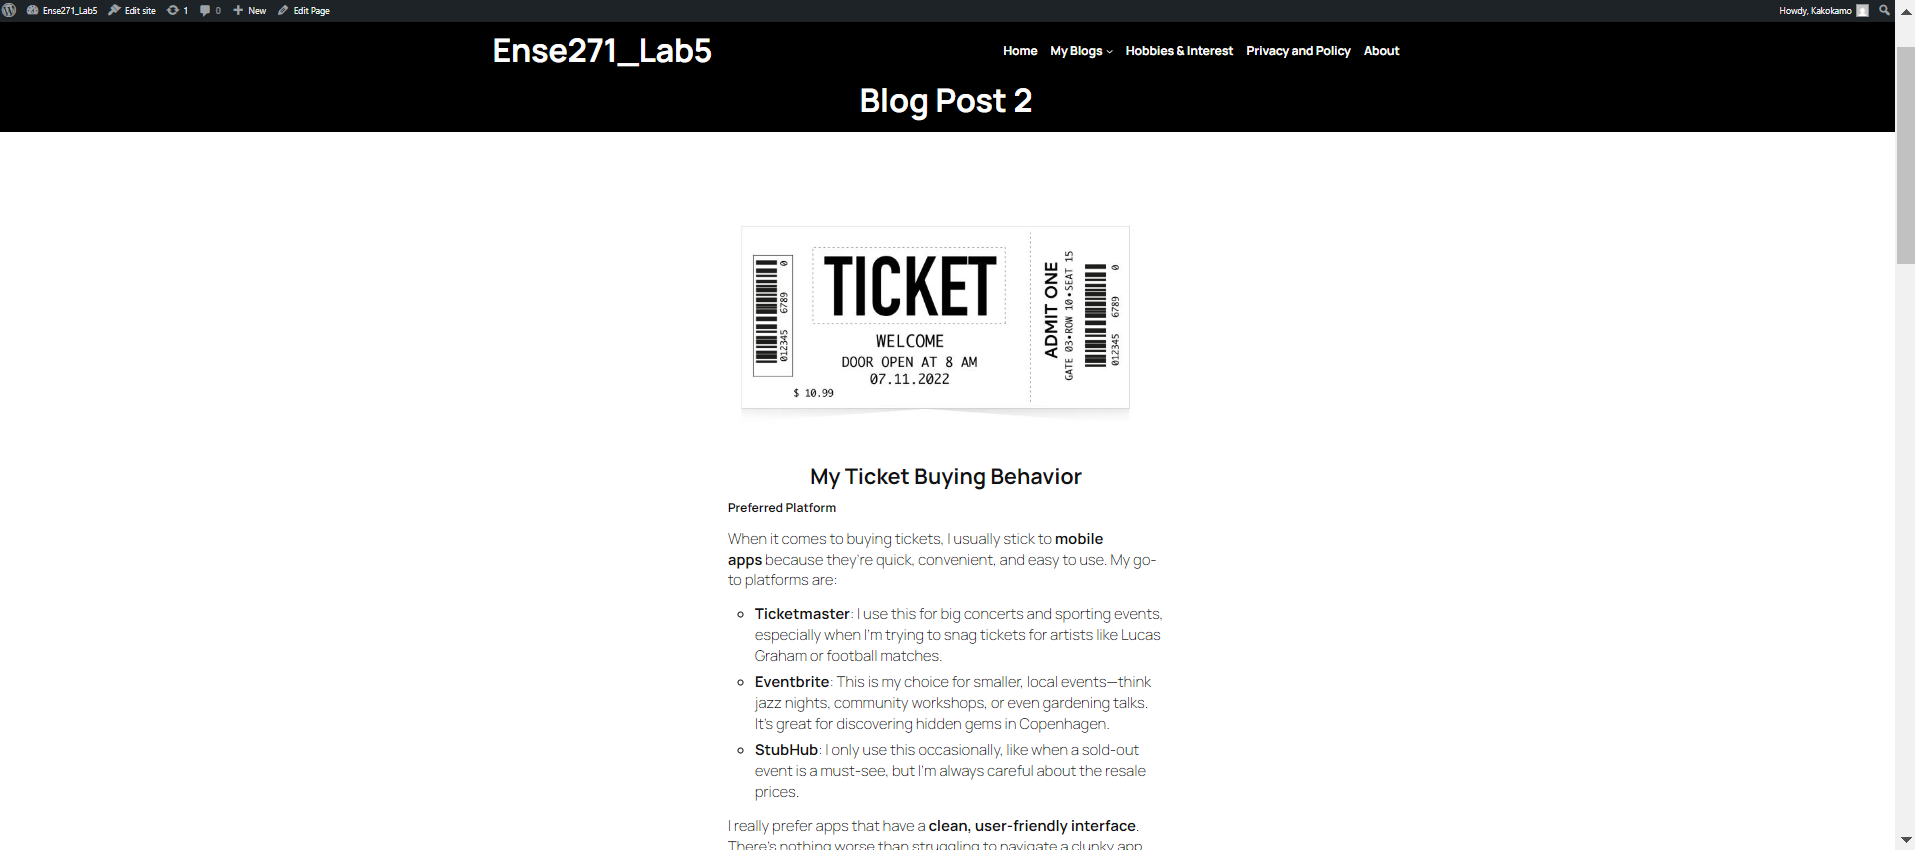 Ense271_Lab5 Edit site 1 0 New Edit Page Howdy, Kakokamo
Ense271_Lab5 Home My Blogs Hobbies & Interest Privacy and Policy About
Blog Post 2
012345 6789 0
TICKET
WELCOME
DOOR OPEN AT 8 AM
07.11.2022
$ 10.99
ADMIT ONE
GATE 03•ROW 10•SEAT 15
012345 6789 0
My Ticket Buying Behavior
Preferred Platform
When it comes to buying tickets, I usually stick to mobile
apps because they're quick, convenient, and easy to use. My go-
to platforms are:
Ticketmaster: I use this for big concerts and sporting events,
especially when I'm trying to snag tickets for artists like Lucas
Graham or football matches.
Eventbrite: This is my choice for smaller, local events—think
jazz nights, community workshops, or even gardening talks.
It's great for discovering hidden gems in Copenhagen.
StubHub: I only use this occasionally, like when a sold-out
event is a must-see, but I'm always careful about the resale
prices.
I really prefer apps that have a clean, user-friendly interface.
There's nothing worse than struggling to navigate a clunky app